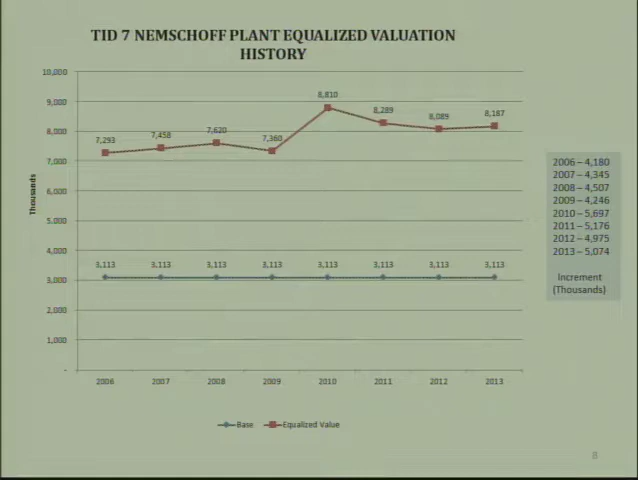 TID 7 NEMSCHOFF PLANT EQUALIZED VALUATION
HISTORY
10,000
9,000
8,000
7,000
6,000
5,000
4,000
3,000
2,000
1,000
-
Thousands
7,293
7,458
7,620
7,360
8,810
8,289
8,089
8,187
3,113
3,113
3,113
3,113
3,113
3,113
3,113
3,113
2006
2007
2008
2009
2010
2011
2012
2013
Base
Equalized Value
2006 – 4,180
2007 – 4,345
2008 – 4,507
2009 – 4,246
2010 – 5,697
2011 – 5,176
2012 – 4,975
2013 – 5,074
Increment
(Thousands)
8